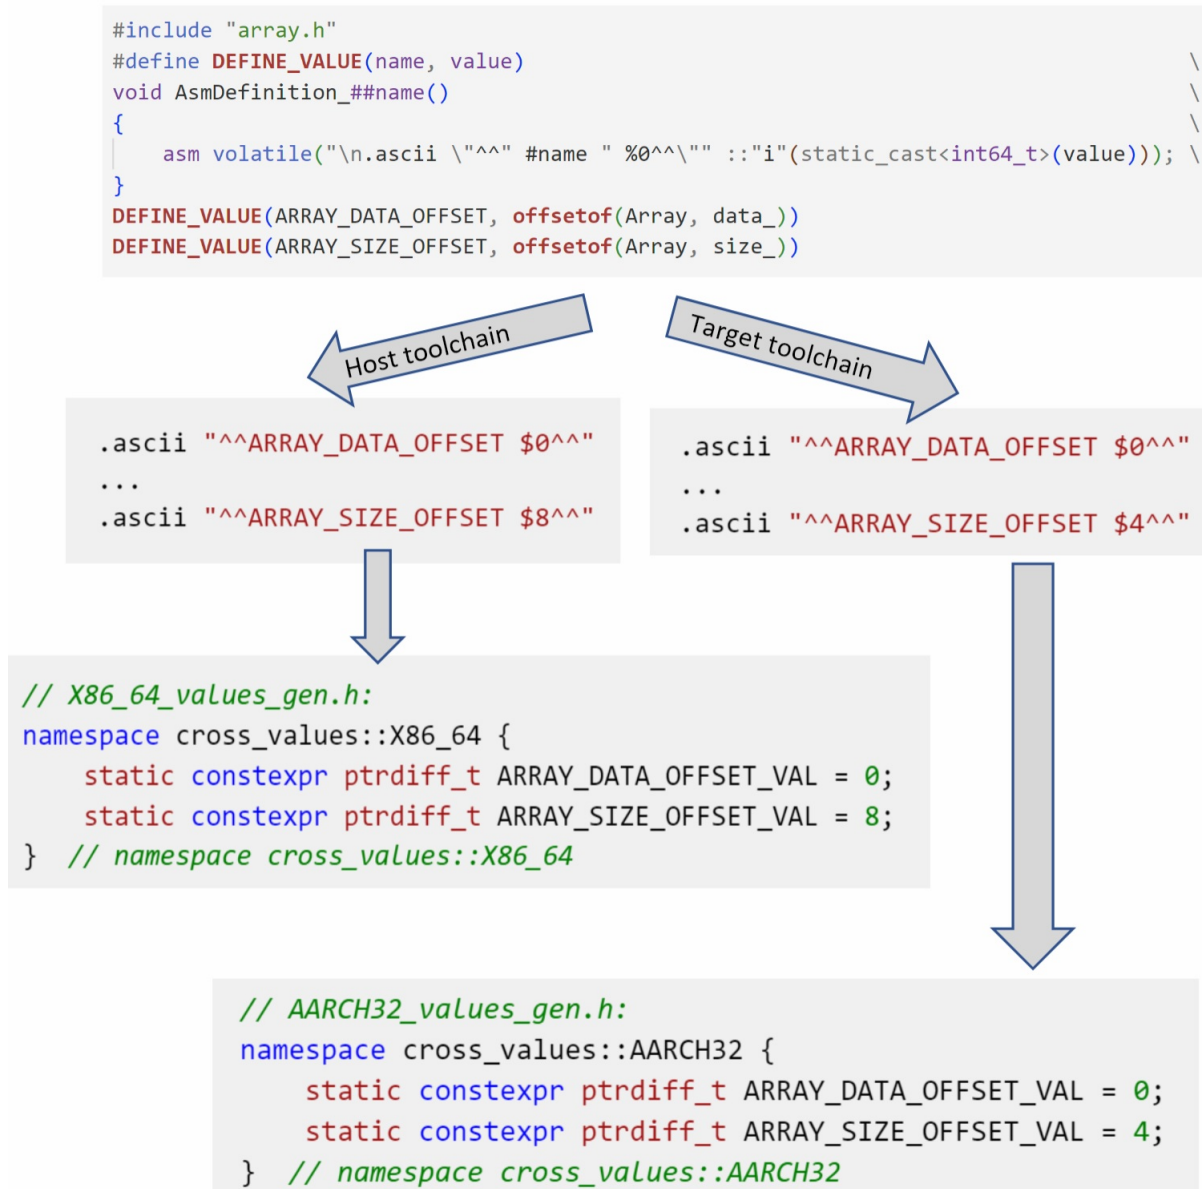 #include "array.h"
#define DEFINE_VALUE(name, value) \
void AsmDefinition_##name() \
{ \
    asm volatile("\n.ascii \"^^" #name " %0^^\"" ::"i"(static_cast<int64_t>(value))); \
}
DEFINE_VALUE(ARRAY_DATA_OFFSET, offsetof(Array, data_))
DEFINE_VALUE(ARRAY_SIZE_OFFSET, offsetof(Array, size_))
Host toolchain
Target toolchain
.ascii "^^ARRAY_DATA_OFFSET $0^^"
...
.ascii "^^ARRAY_SIZE_OFFSET $8^^"
.ascii "^^ARRAY_DATA_OFFSET $0^^"
...
.ascii "^^ARRAY_SIZE_OFFSET $4^^"
// X86_64_values_gen.h:
namespace cross_values::X86_64 {
    static constexpr ptrdiff_t ARRAY_DATA_OFFSET_VAL = 0;
    static constexpr ptrdiff_t ARRAY_SIZE_OFFSET_VAL = 8;
}  // namespace cross_values::X86_64
// AARCH32_values_gen.h:
namespace cross_values::AARCH32 {
    static constexpr ptrdiff_t ARRAY_DATA_OFFSET_VAL = 0;
    static constexpr ptrdiff_t ARRAY_SIZE_OFFSET_VAL = 4;
}  // namespace cross_values::AARCH32